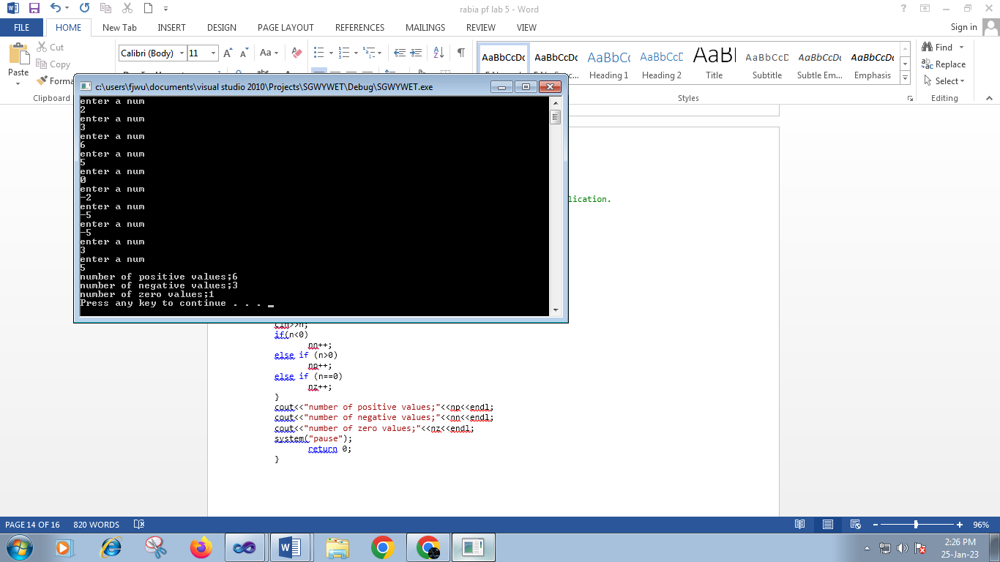 rabia pf lab 5 - Word
FILE HOME New Tab INSERT DESIGN PAGE LAYOUT REFERENCES MAILINGS REVIEW VIEW Sign in
Paste
Cut
Copy
Forma
Clipboard
Calibri (Body) 11
AaBbCcDc AaBbCcDc AaBbCc AaBbCcD AaBl AaBbCcD AaBbCcDc AaBbCcDc
Heading 1 Heading 2 Title Subtitle Subtle Em... Emphasis
Styles
Find
Replace
Select
Editing
c:\users\fjwu\documents\visual studio 2010\Projects\SGWYWET\Debug\SGWYWET.exe
enter a num
2
enter a num
3
enter a num
6
enter a num
5
enter a num
0
enter a num
-2
enter a num
-5
enter a num
-5
enter a num
3
enter a num
5
number of positive values;6
number of negative values;3
number of zero values;1
Press any key to continue . . . _
lication.
cin>>n;
if(n<0)
nn++;
else if (n>0)
np++;
else if (n==0)
nz++;
}
cout<<"number of positive values;"<<np<<endl;
cout<<"number of negative values;"<<nn<<endl;
cout<<"number of zero values;"<<nz<<endl;
system("pause");
return 0;
}
PAGE 14 OF 16 820 WORDS 96%
2:26 PM
25-Jan-23